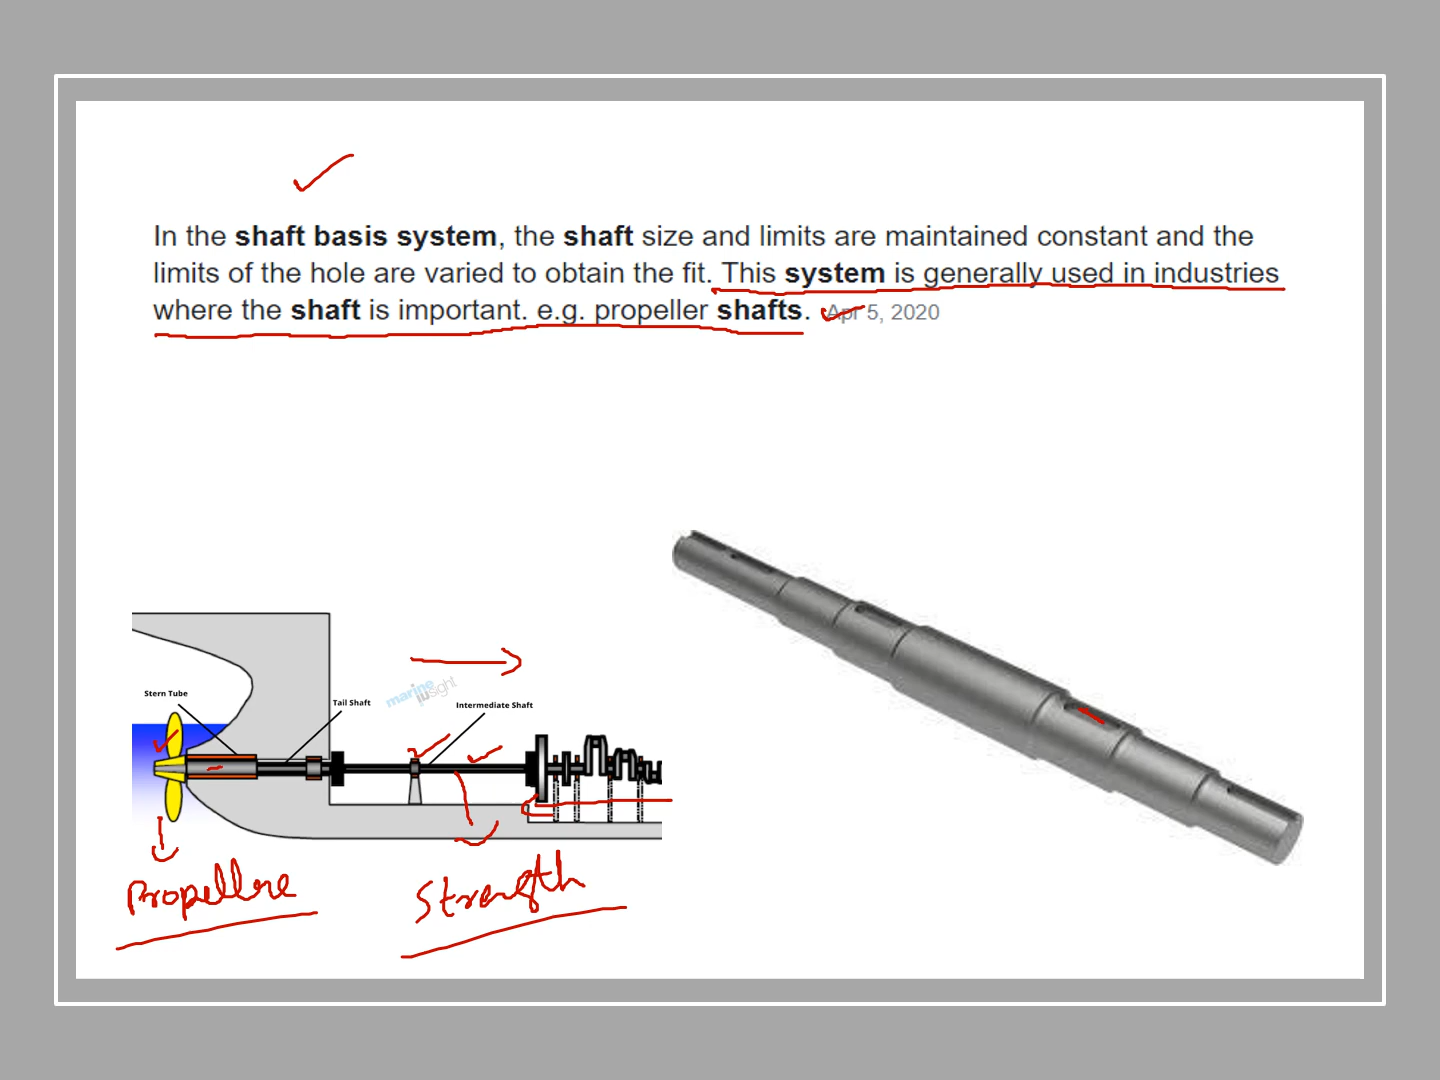 In the shaft basis system, the shaft size and limits are maintained constant and the
limits of the hole are varied to obtain the fit. This system is generally used in industries
where the shaft is important. e.g. propeller shafts. Apr 5, 2020
marine
insight
Stern Tube
Tail Shaft
Intermediate Shaft
Propellre
Strength